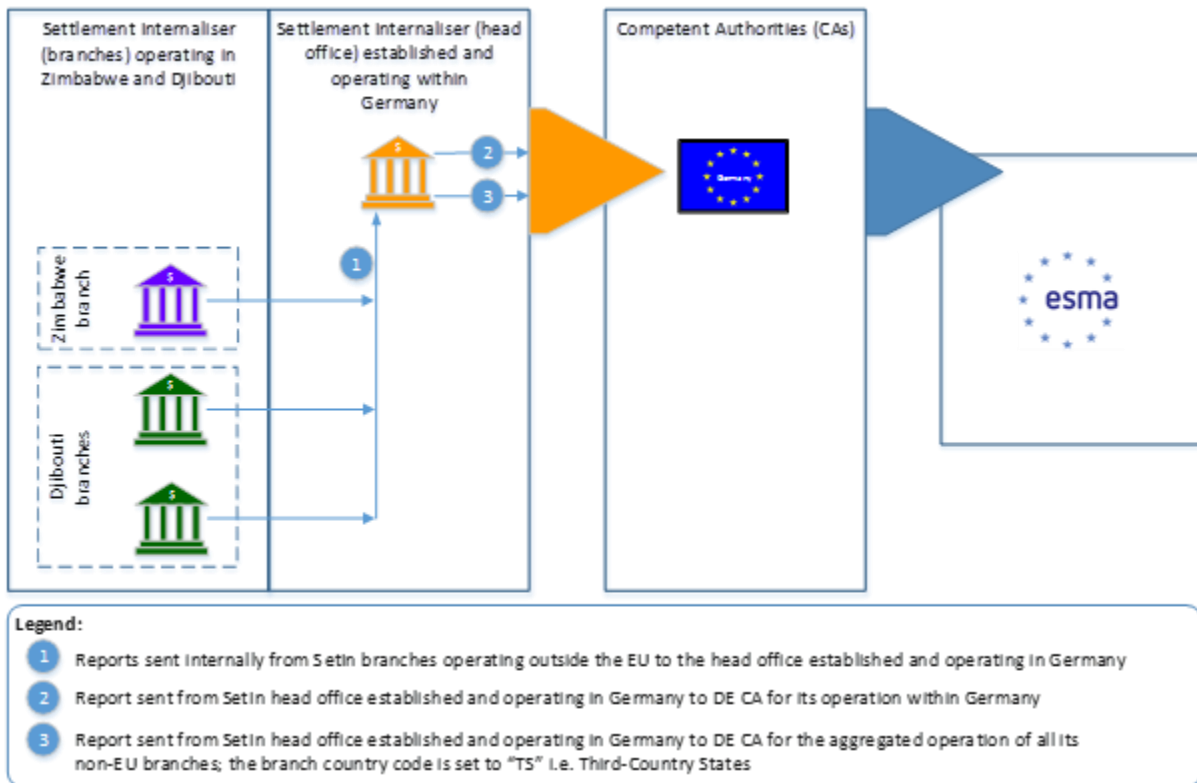 Settlement Internaliser
(branches) operating in
Zimbabwe and Djibouti
Settlement Internaliser (head
office) established and
operating within
Germany
Competent Authorities (CAs)
$
2
3
Germany
1
Zimbabwe
branch
$
esma
Djibouti
branches
$
$
Legend:
1 Reports sent internally from SetIn branches operating outside the EU to the head office established and operating in Germany
2 Report sent from SetIn head office established and operating in Germany to DE CA for its operation within Germany
3 Report sent from SetIn head office established and operating in Germany to DE CA for the aggregated operation of all its
non-EU branches; the branch country code is set to “TS” i.e. Third-Country States